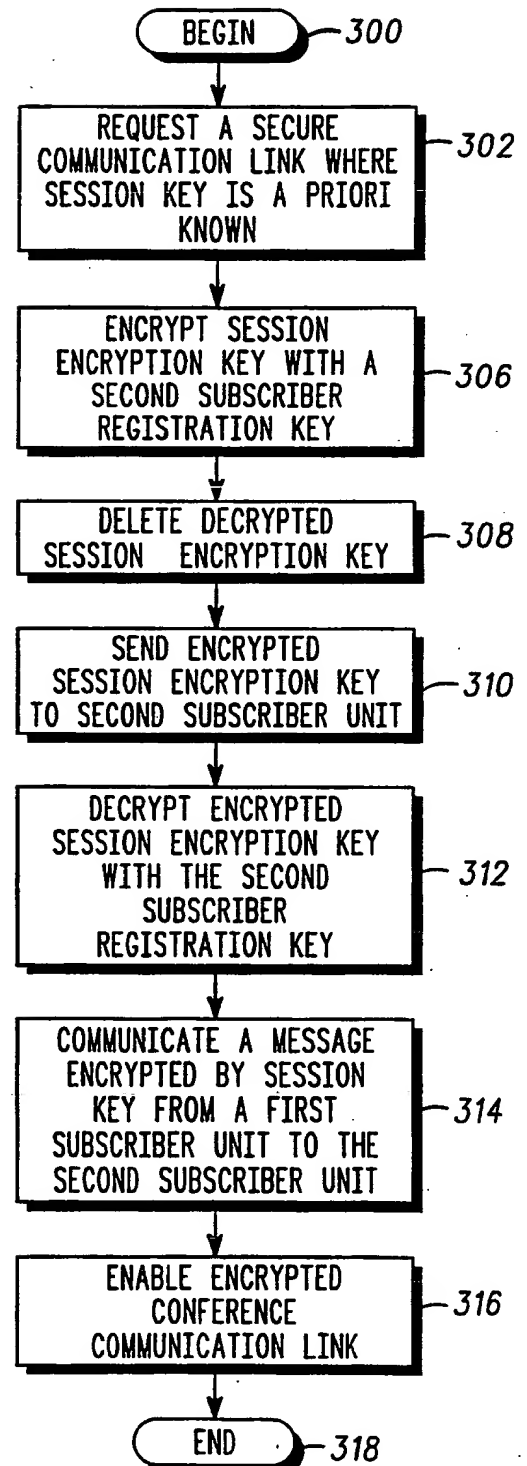 BEGIN
300
REQUEST A SECURE
COMMUNICATION LINK WHERE
SESSION KEY IS A PRIORI
KNOWN
302
ENCRYPT SESSION
ENCRYPTION KEY WITH A
SECOND SUBSCRIBER
REGISTRATION KEY
306
DELETE DECRYPTED
SESSION ENCRYPTION KEY
308
SEND ENCRYPTED
SESSION ENCRYPTION KEY
TO SECOND SUBSCRIBER UNIT
310
DECRYPT ENCRYPTED
SESSION ENCRYPTION KEY
WITH THE SECOND
SUBSCRIBER
REGISTRATION KEY
312
COMMUNICATE A MESSAGE
ENCRYPTED BY SESSION
KEY FROM A FIRST
SUBSCRIBER UNIT TO THE
SECOND SUBSCRIBER UNIT
314
ENABLE ENCRYPTED
CONFERENCE
COMMUNICATION LINK
316
END
318